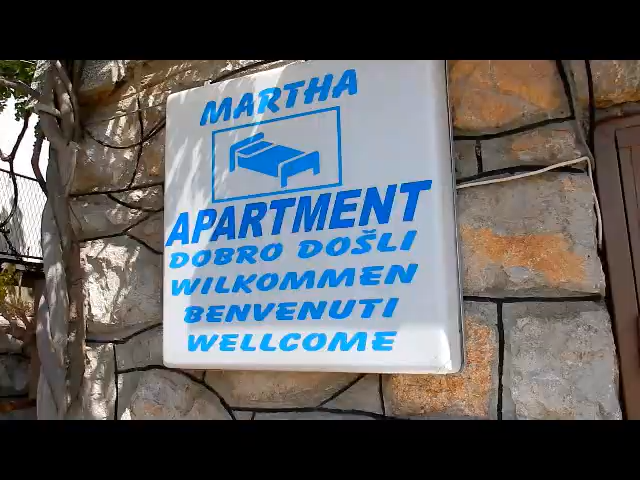 MARTHA
APARTMENT
DOBRO DOŠLI
WILKOMMEN
BENVENUTI
WELLCOME